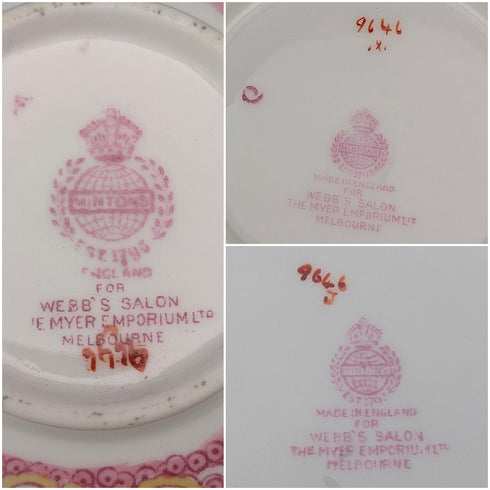 MINTONS
EST. 1793
ENGLAND
FOR
WEBB'S SALON
E MYER EMPORIUM LTD
MELBOURNE
9646
.X.
MINTONS
EST. 1793
MADE IN ENGLAND
FOR
WEBB'S SALON
THE MYER EMPORIUM LTD
MELBOURNE
9646
J
MINTONS
EST. 179
MADE IN ENGLAND
FOR
WEBB'S SALON
THE MYER EMPORIUM LTD
MELBOURNE